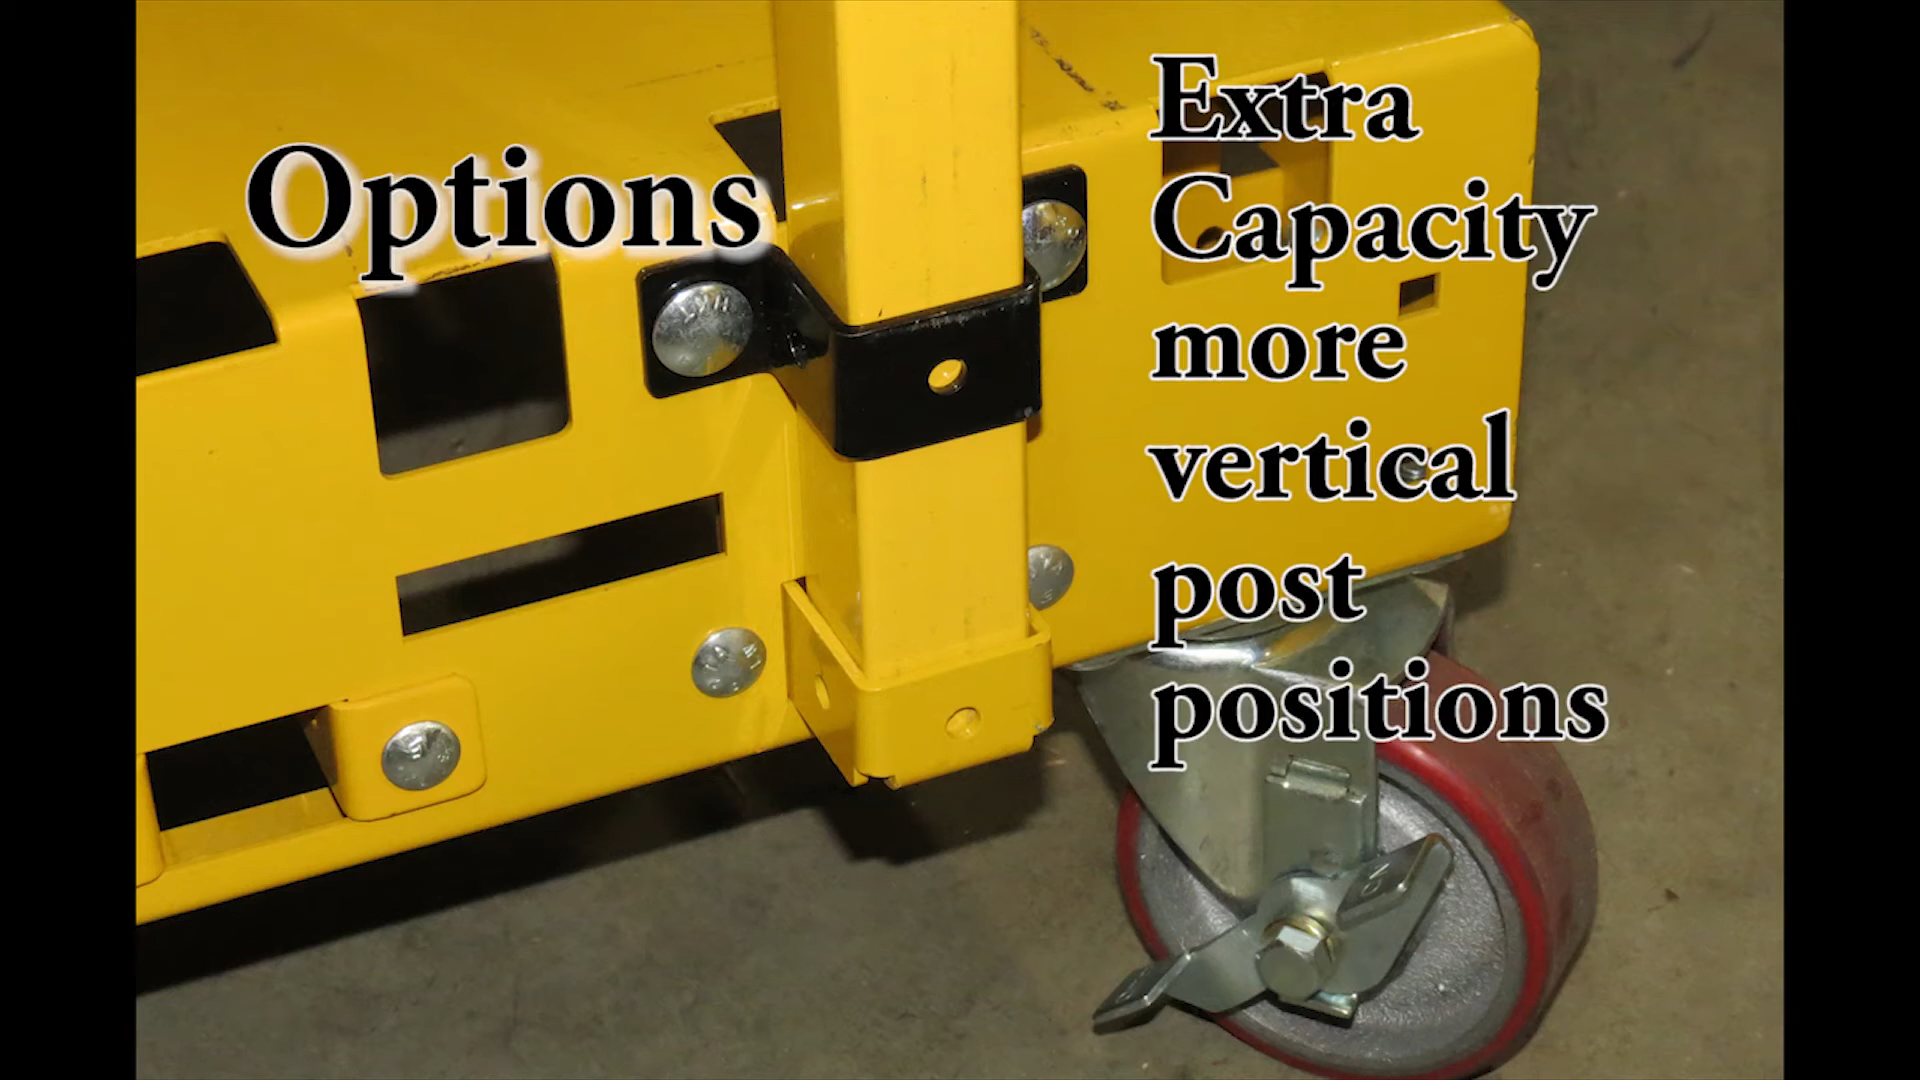 Options
Extra
Capacity
more
vertical
post
positions